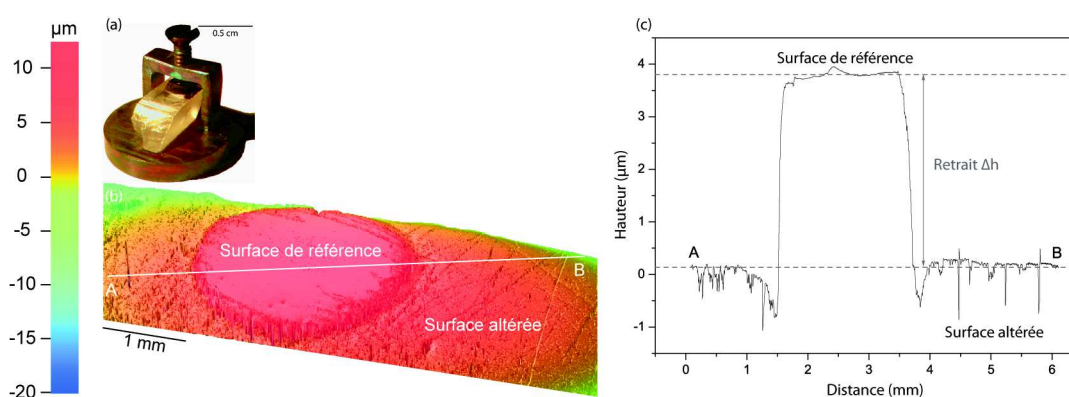 µm
10
0
-5
-10
-15
-20
(a)
0.5 cm
(b)
Surface de référence
A
B
Surface altérée
1 mm
(c)
Surface de référence
Retrait Δh
A
B
Surface altérée
Hauteur (µm)
4
3
2
1
0
-1
0 1 2 3 4 5 6
Distance (mm)